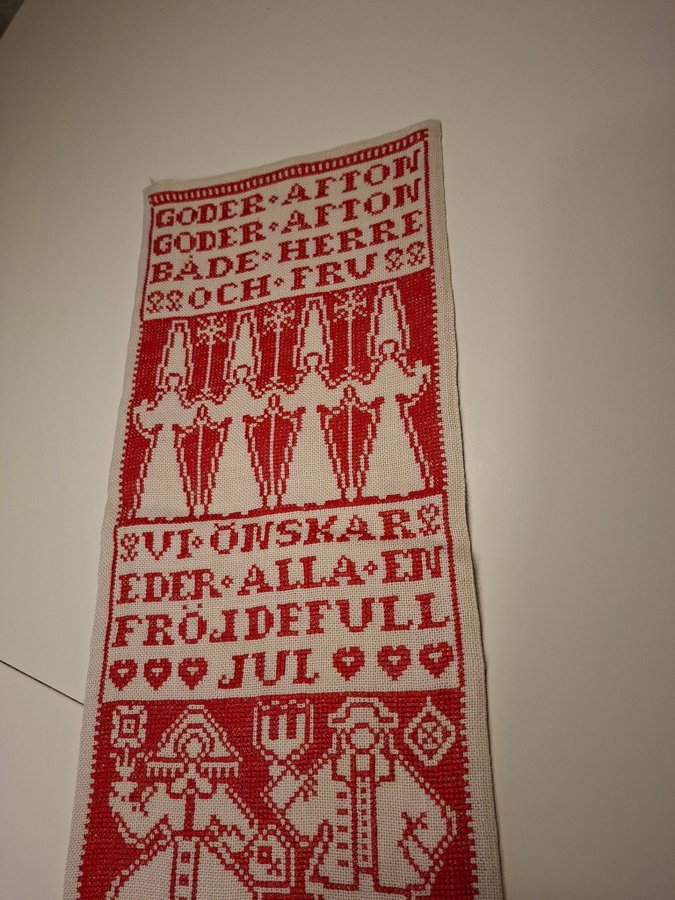 GODER·AFTON
GODER·AFTON
BÅDE·HERRE
OCH·FRU
VI·ÖNSKAR
EDER·ALLA·EN
FRÖJDEFULL
JUL